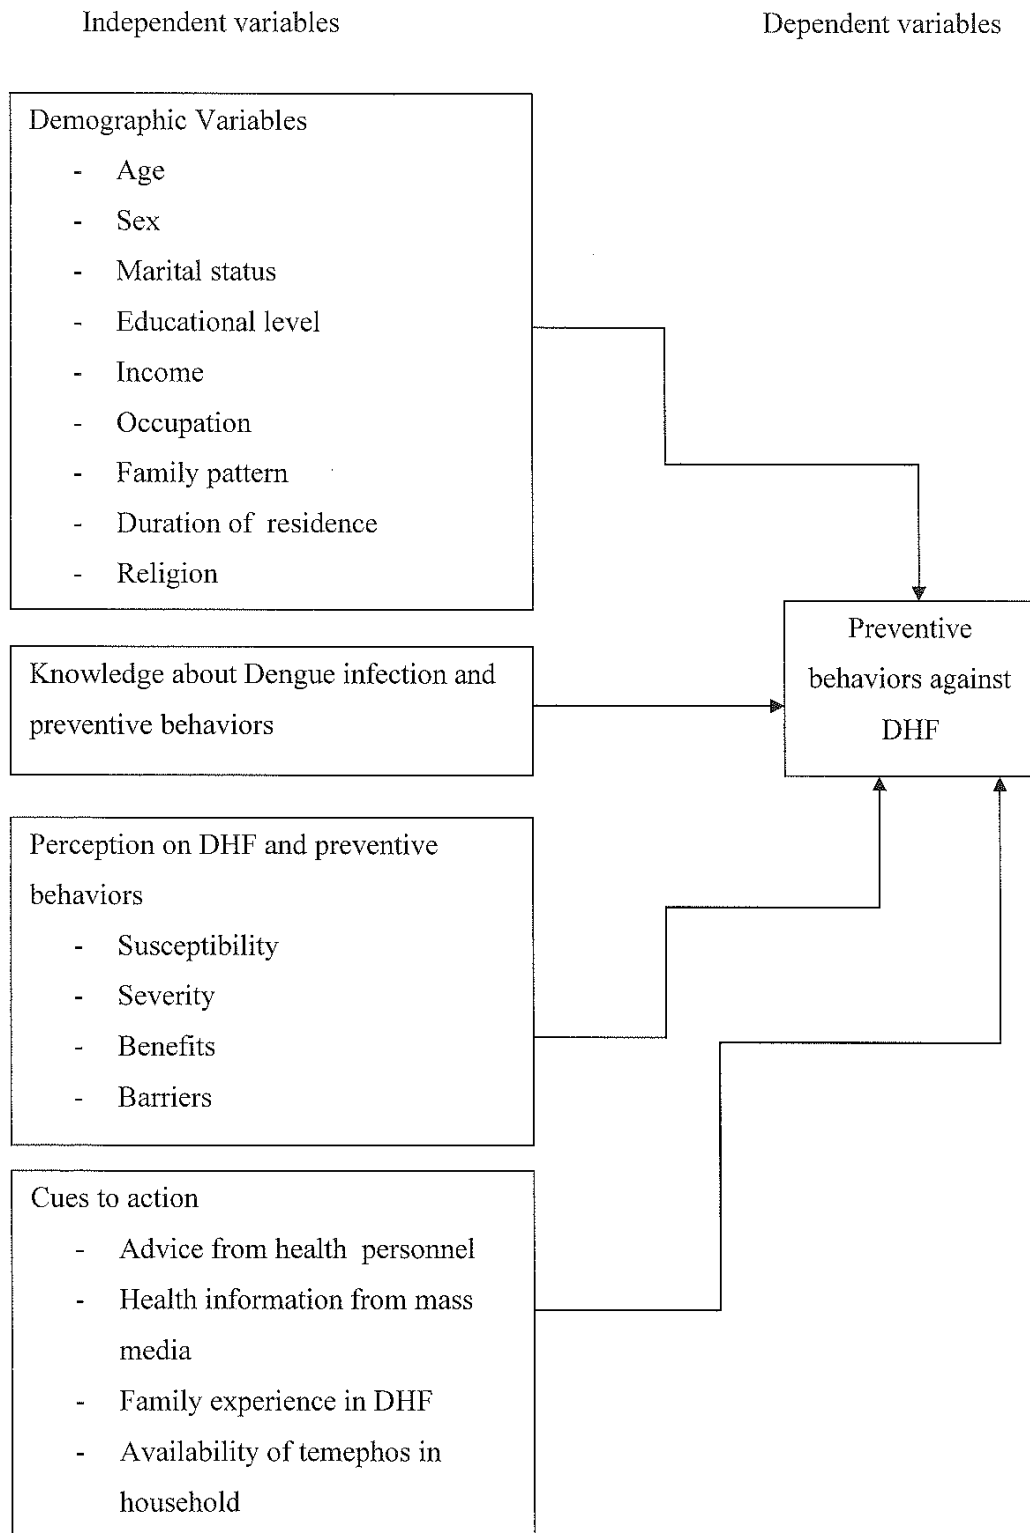 Independent variables
Dependent variables
Demographic Variables
- Age
- Sex
- Marital status
- Educational level
- Income
- Occupation
- Family pattern
- Duration of residence
- Religion
Knowledge about Dengue infection and
preventive behaviors
Perception on DHF and preventive
behaviors
- Susceptibility
- Severity
- Benefits
- Barriers
Cues to action
- Advice from health personnel
- Health information from mass
media
- Family experience in DHF
- Availability of temephos in
household
Preventive
behaviors against
DHF